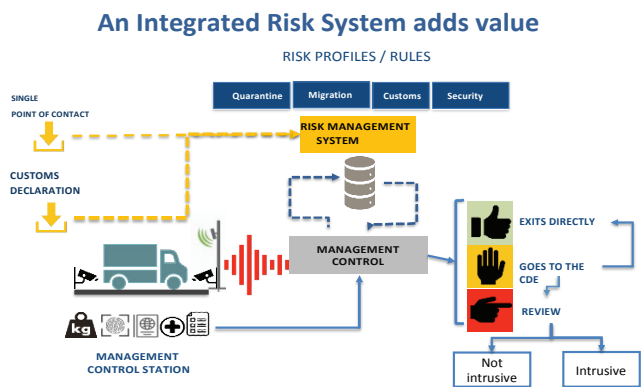 An Integrated Risk System adds value
RISK PROFILES / RULES
Quarantine Migration Customs Security
SINGLE
POINT OF CONTACT
RISK MANAGEMENT
SYSTEM
CUSTOMS
DECLARATION
EXITS DIRECTLY
MANAGEMENT
CONTROL
GOES TO THE
CDE
REVIEW
kg
MANAGEMENT
CONTROL STATION
Not
intrusive
Intrusive